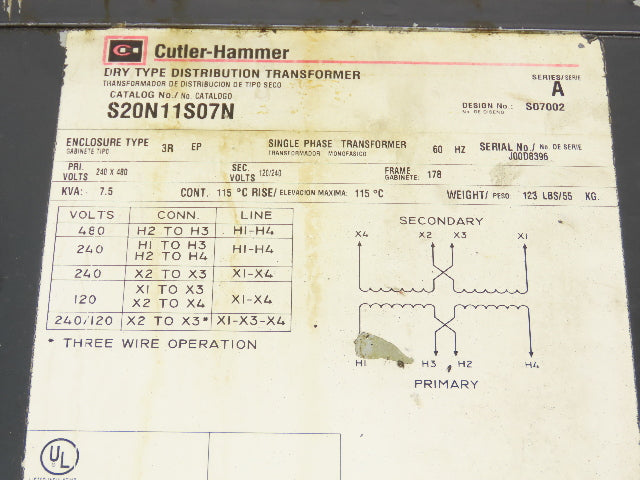 Cutler-Hammer
DRY TYPE DISTRIBUTION TRANSFORMER
TRANSFORMADOR DE DISTRIBUCION DE TIPO SECO
CATALOG No./ No. CATALOGO
S20N11S07N
SERIES/ SERIE
A
DESIGN No.: S07002
No. DE DISENO
ENCLOSURE TYPE 3R EP SINGLE PHASE TRANSFORMER 60 HZ SERIAL No./ No. DE SERIE
GABINETE TIPO TRANSFORMADOR MONOFASICO J00D8396
PRI. VOLTS 240 X 480 SEC. VOLTS 120/240 FRAME GABINETE: 178
KVA: 7.5 CONT. 115 °C RISE/ ELEVACION MAXIMA: 115 °C WEIGHT/ PESO 123 LBS/55 KG.
VOLTS CONN. LINE
480 H2 TO H3 H1-H4
240 H1 TO H3 H2 TO H4 H1-H4
240 X2 TO X3 X1-X4
120 X1 TO X3 X2 TO X4 X1-X4
240/120 X2 TO X3* X1-X3-X4
* THREE WIRE OPERATION
SECONDARY
X4 X2 X3 X1
H1 H3 H2 H4
PRIMARY
UL